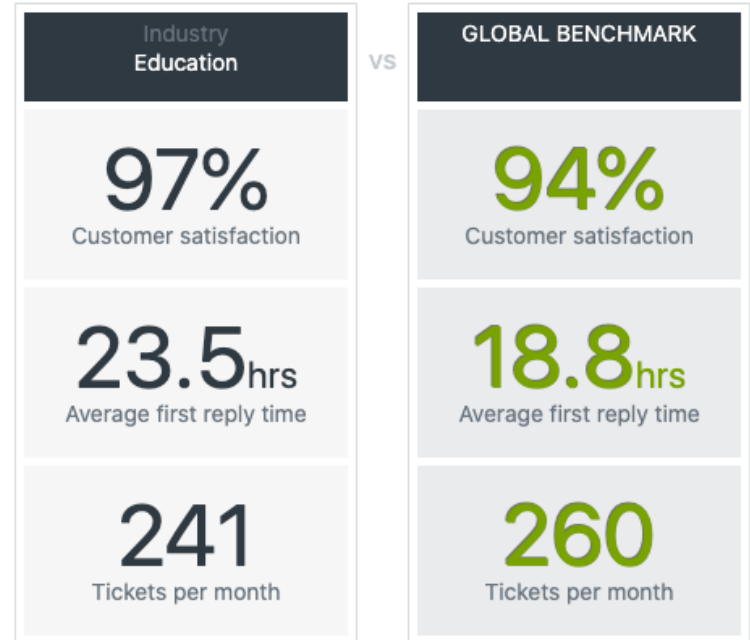 Industry
Education
vs
GLOBAL BENCHMARK
97%
Customer satisfaction
94%
Customer satisfaction
23.5hrs
Average first reply time
18.8hrs
Average first reply time
241
Tickets per month
260
Tickets per month